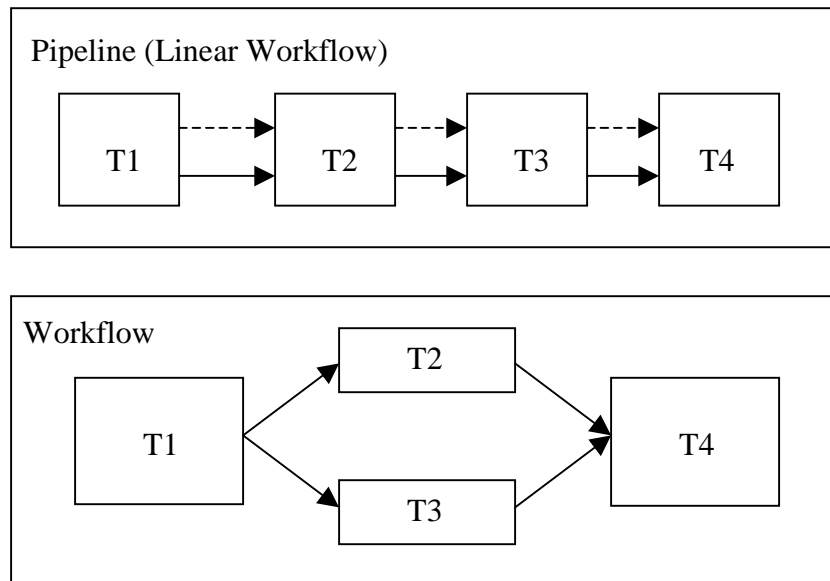 Pipeline (Linear Workflow)
T1 T2 T3 T4
Workflow
T2
T1 T4
T3